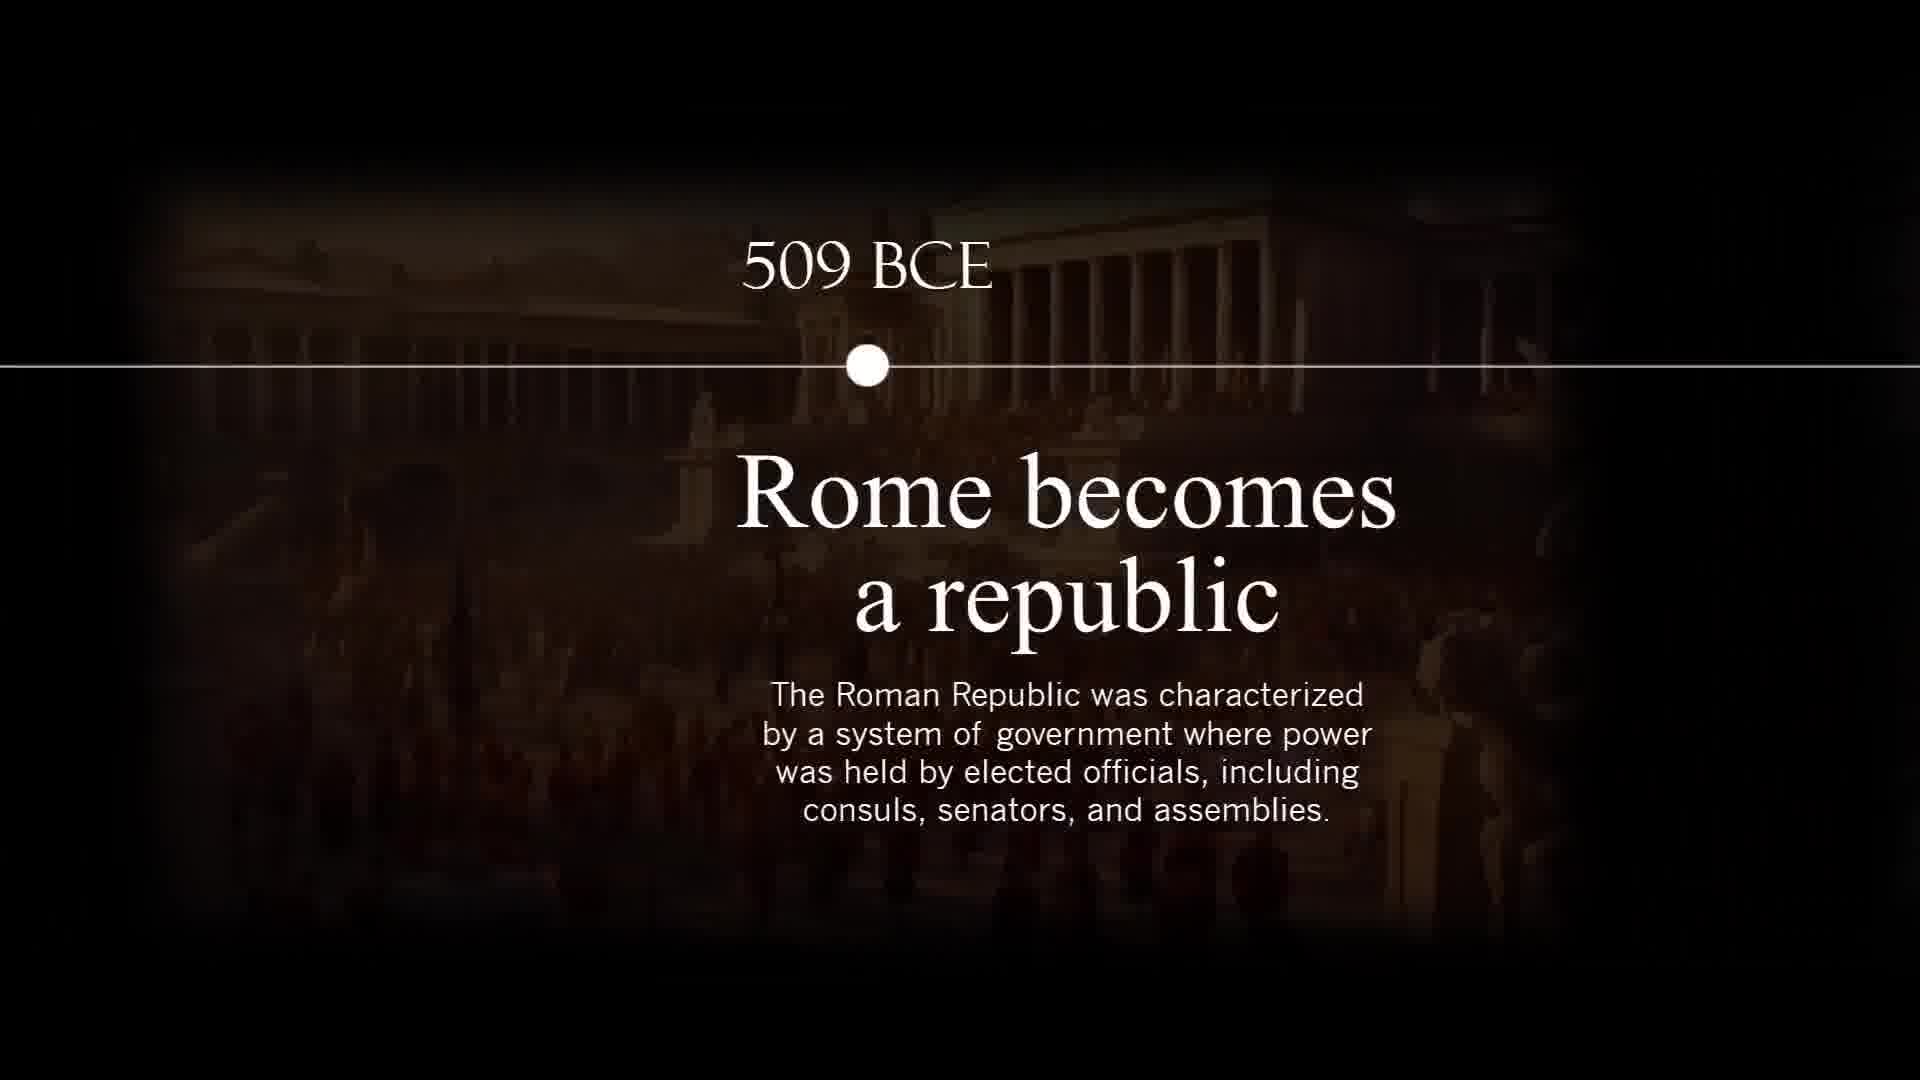 509 BCE
Rome becomes
a republic
The Roman Republic was characterized
by a system of government where power
was held by elected officials, including
consuls, senators, and assemblies.